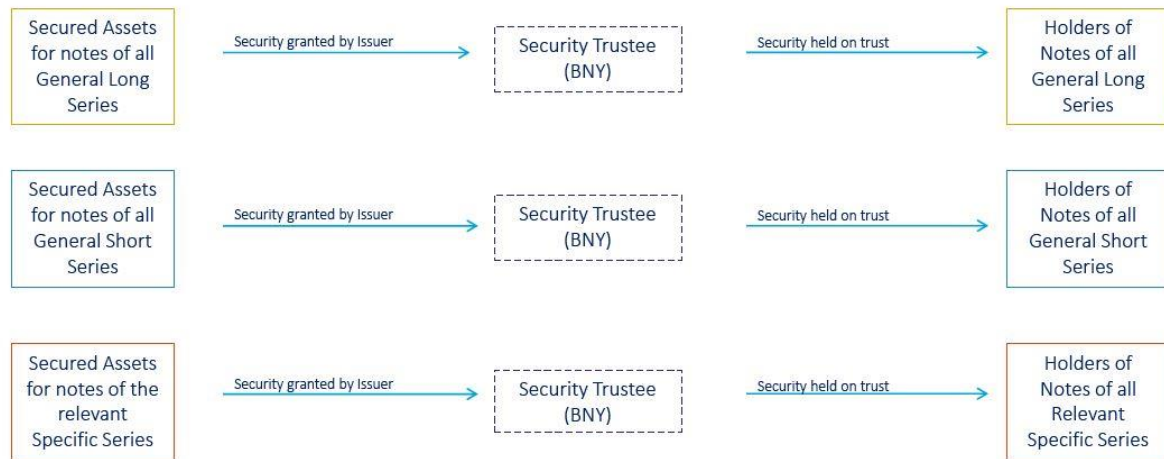 Secured Assets
for notes of all
General Long
Series
Security granted by Issuer
Security Trustee
(BNY)
Security held on trust
Holders of
Notes of all
General Long
Series
Secured Assets
for notes of all
General Short
Series
Security granted by Issuer
Security Trustee
(BNY)
Security held on trust
Holders of
Notes of all
General Short
Series
Secured Assets
for notes of the
relevant
Specific Series
Security granted by Issuer
Security Trustee
(BNY)
Security held on trust
Holders of
Notes of all
Relevant
Specific Series